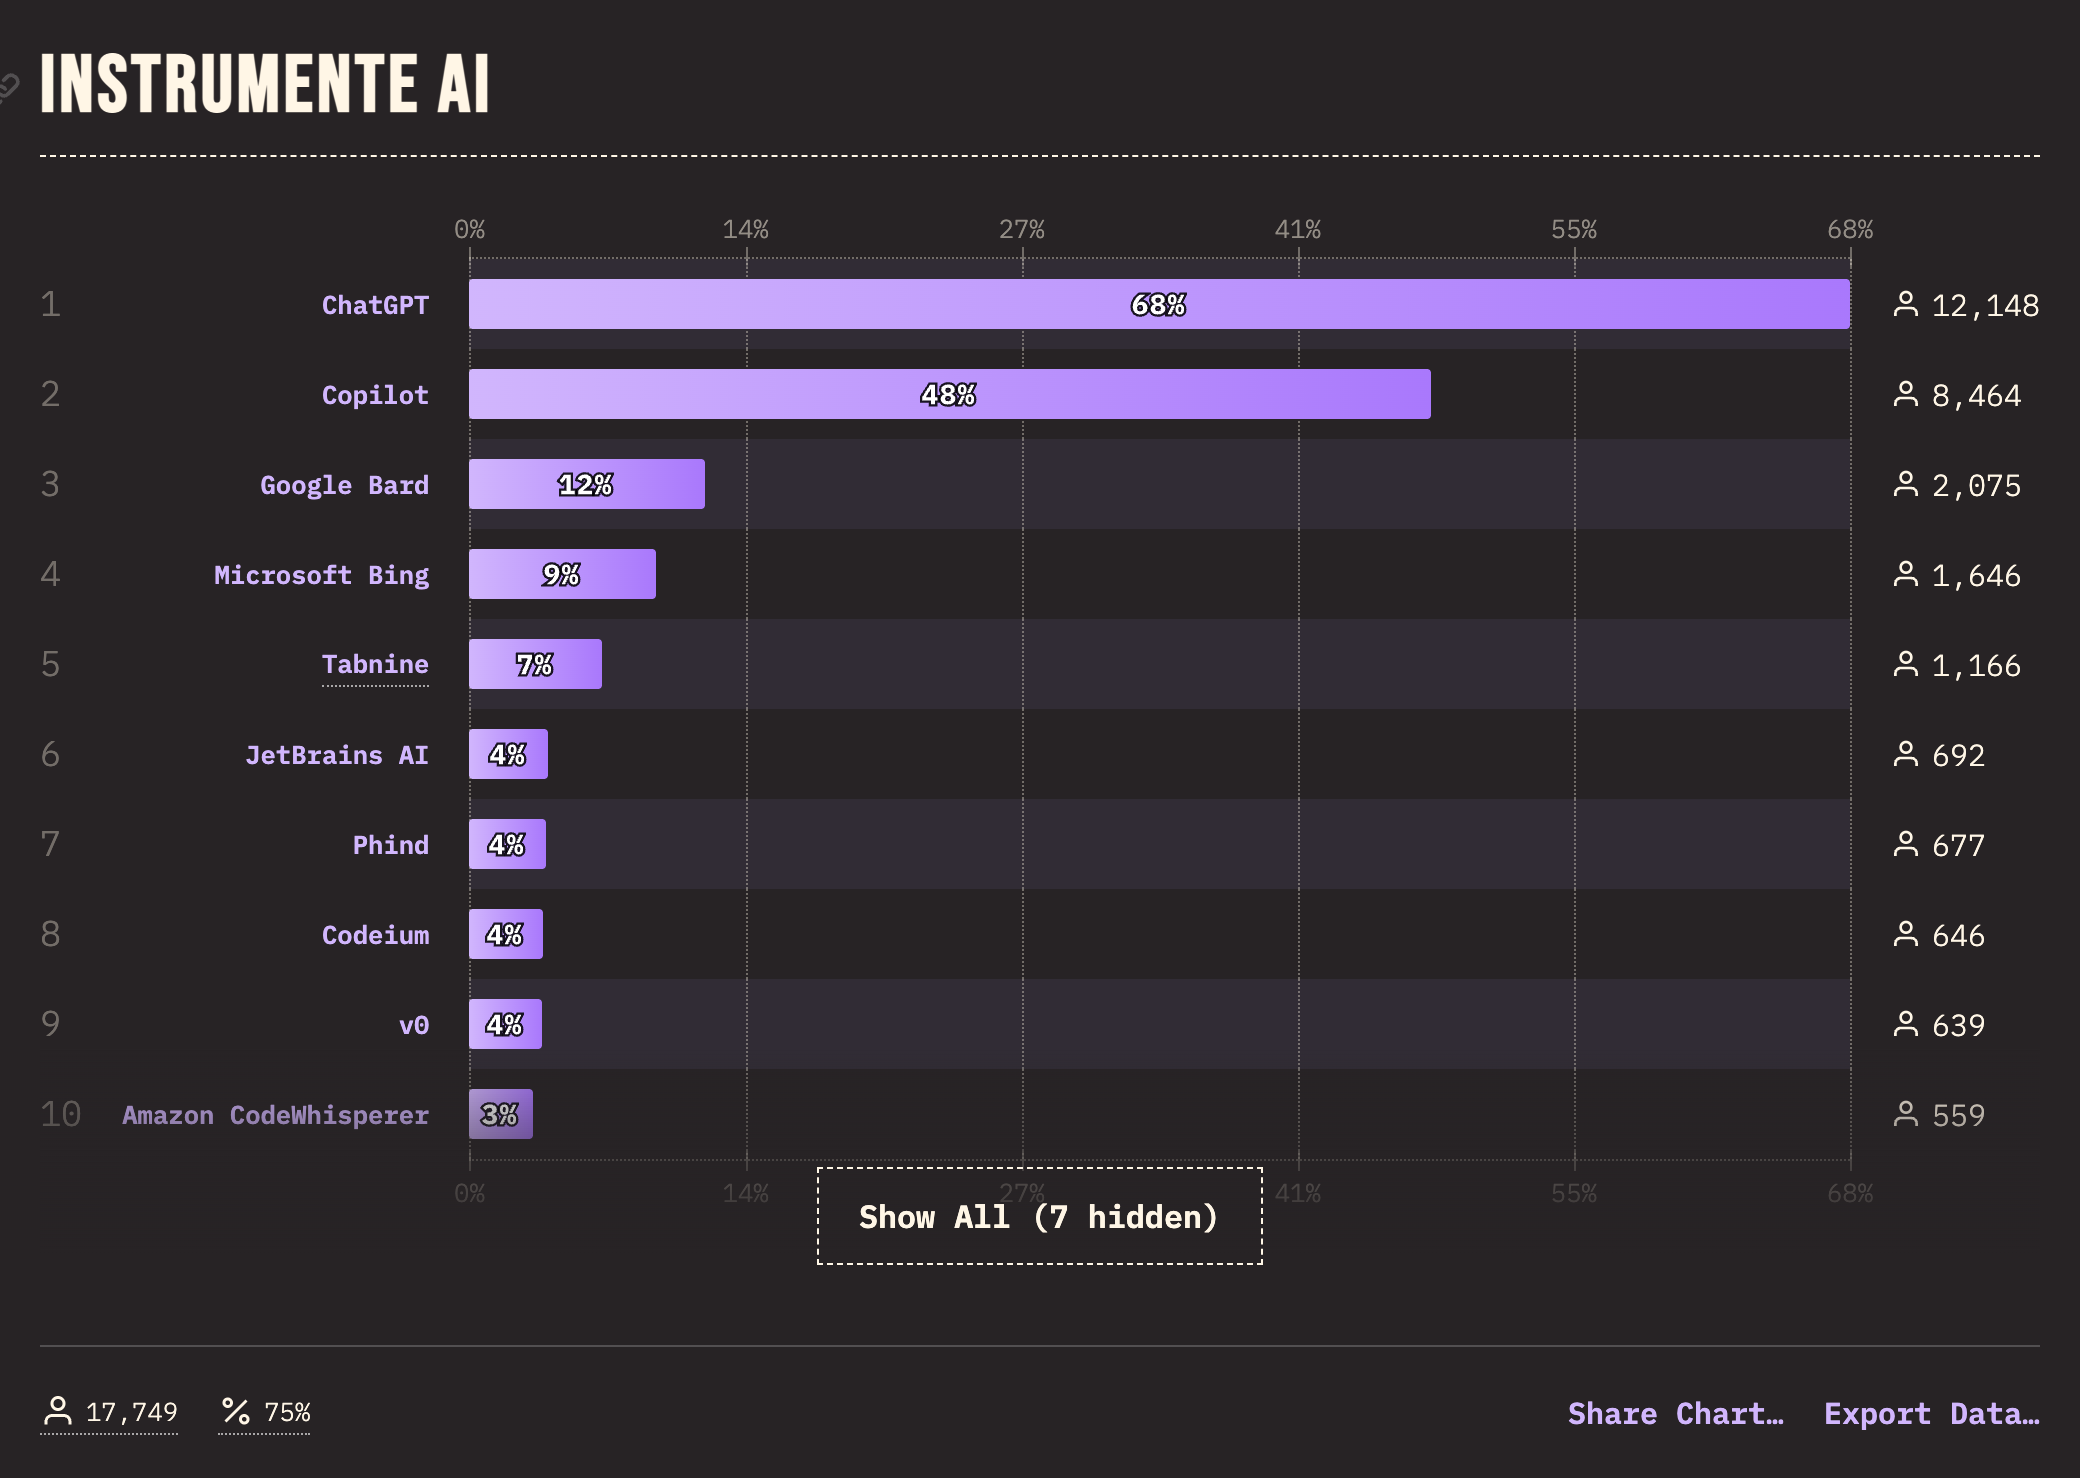 INSTRUMENTE AI
0% 14% 27% 41% 55% 68%
1 ChatGPT 68% 12,148
2 Copilot 48% 8,464
3 Google Bard 12% 2,075
4 Microsoft Bing 9% 1,646
5 Tabnine 7% 1,166
6 JetBrains AI 4% 692
7 Phind 4% 677
8 Codeium 4% 646
9 v0 4% 639
10 Amazon CodeWhisperer 3% 559
0% 14% 27% 41% 55% 68%
Show All (7 hidden)
17,749 % 75% Share Chart… Export Data…